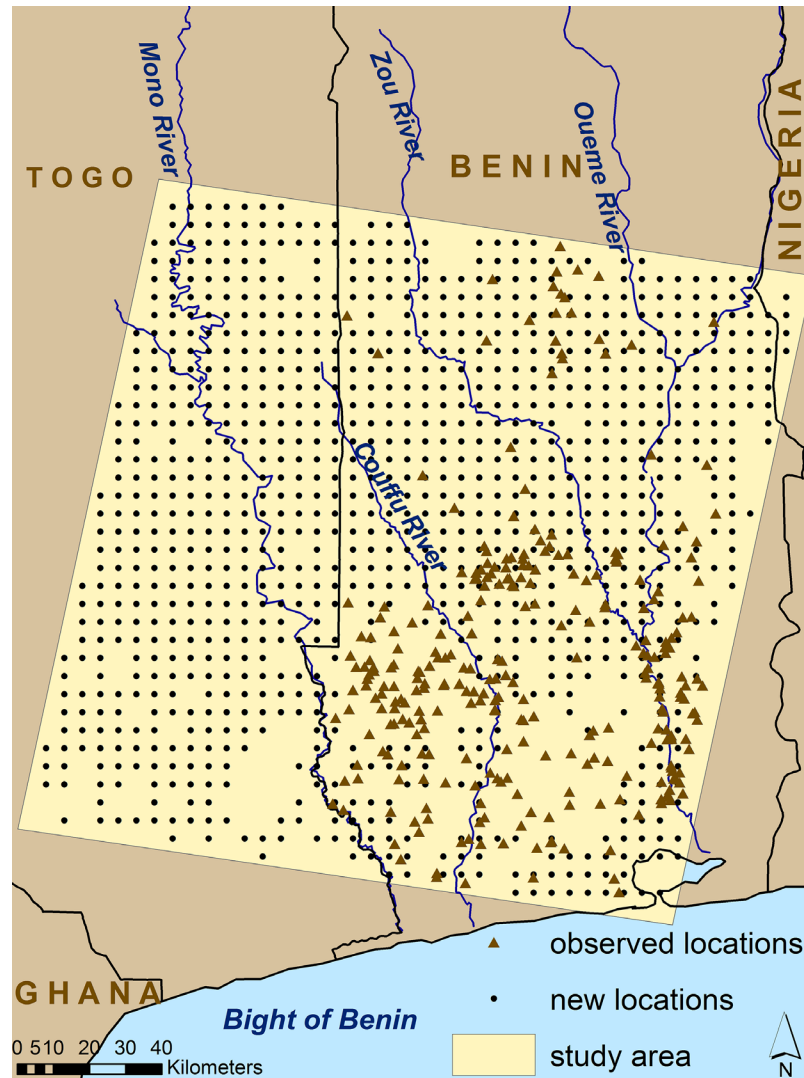 Mono River
Zou River
Oueme River
TOGO
BENIN
NIGERIA
Couffu River
observed locations
new locations
study area
GHANA
Bight of Benin
0 5 10 20 30 40
Kilometers
N